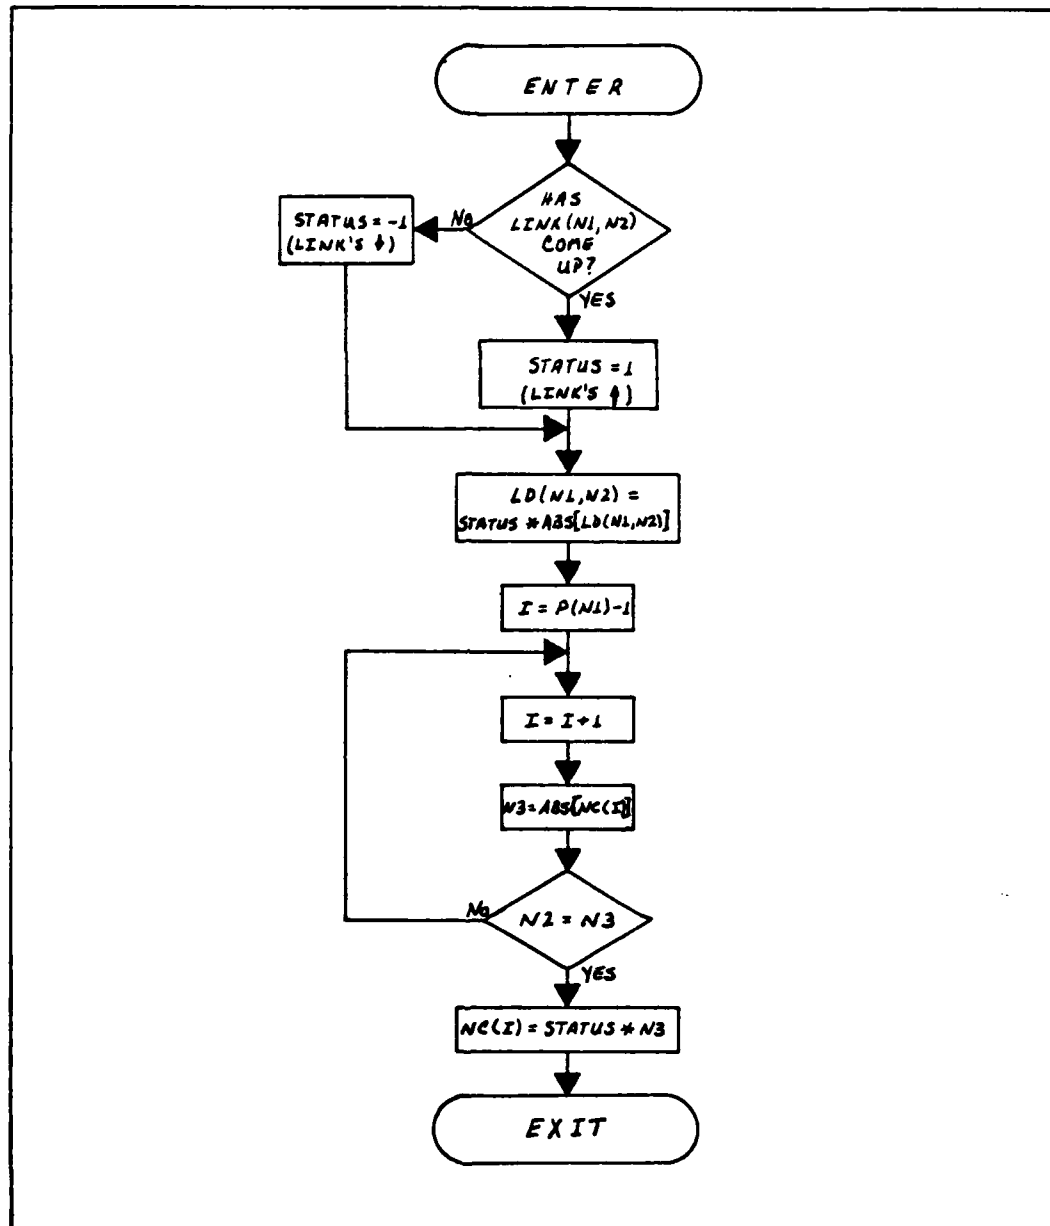 ENTER
HAS
LINK(N1,N2)
COME
UP?
No
STATUS = -1
(LINK'S ↓)
YES
STATUS = 1
(LINK'S ↑)
LD(N1,N2) =
STATUS * ABS[LD(N1,N2)]
I = P(N1)-1
I = I + 1
N3=ABS[NC(I)]
N2 = N3
No
YES
NC(I) = STATUS * N3
EXIT